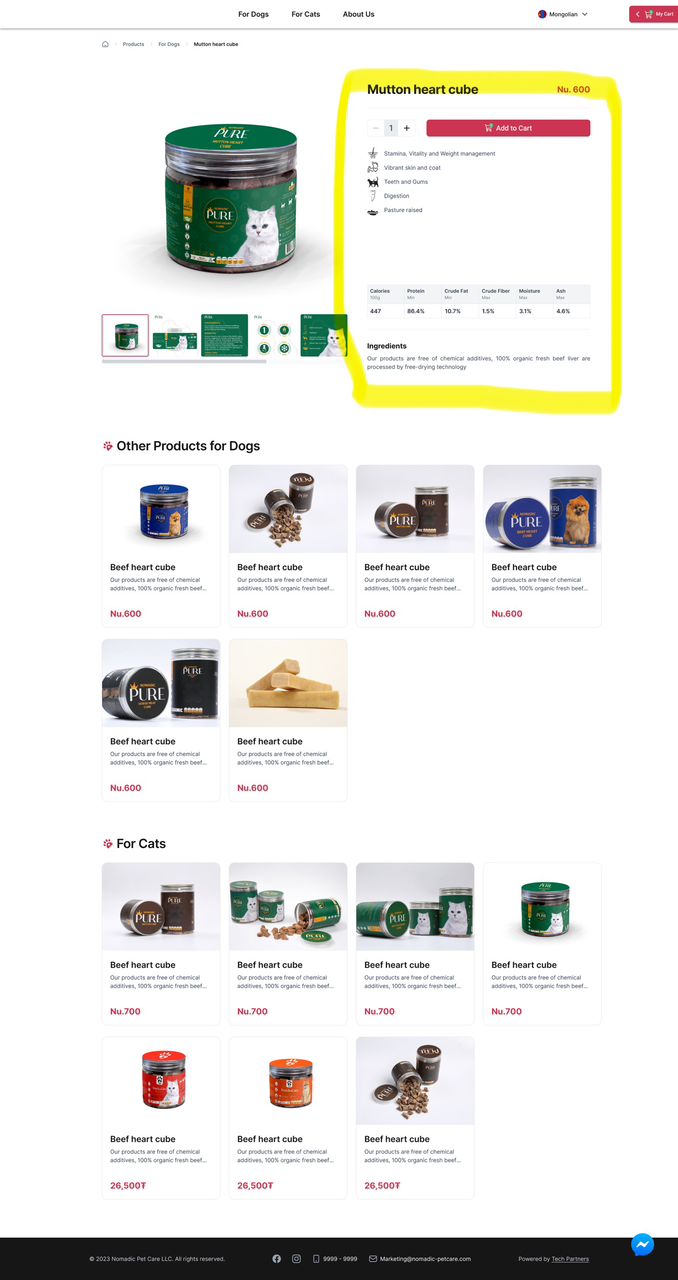 For Dogs For Cats About Us
Mongolian
My Cart
Products For Dogs Mutton heart cube
PURE
MUTTON HEART
CUBE
NOMADIC
PURE
MUTTON HEART
CUBE
Mutton heart cube
Nu. 600
1
Add to Cart
Stamina, Vitality and Weight management
Vibrant skin and coat
Teeth and Gums
Digestion
Pasture raised
Calories Protein Crude Fat Crude Fiber Moisture Ash
100g Min Min Max Max Max
447 86.4% 10.7% 1.5% 3.1% 4.6%
Ingredients
Our products are free of chemical additives, 100% organic fresh beef liver are
processed by free-drying technology
Other Products for Dogs
PURE
PURE
PURE
BEEF HEART
CUBE
Beef heart cube Beef heart cube Beef heart cube Beef heart cube
Our products are free of chemical Our products are free of chemical Our products are free of chemical Our products are free of chemical
additives, 100% organic fresh beef... additives, 100% organic fresh beef... additives, 100% organic fresh beef... additives, 100% organic fresh beef...
Nu.600 Nu.600 Nu.600 Nu.600
PURE
PURE
Beef heart cube Beef heart cube
Our products are free of chemical Our products are free of chemical
additives, 100% organic fresh beef... additives, 100% organic fresh beef...
Nu.600 Nu.600
For Cats
PURE
PURE
Beef heart cube Beef heart cube Beef heart cube Beef heart cube
Our products are free of chemical Our products are free of chemical Our products are free of chemical Our products are free of chemical
additives, 100% organic fresh beef... additives, 100% organic fresh beef... additives, 100% organic fresh beef... additives, 100% organic fresh beef...
Nu.700 Nu.700 Nu.700 Nu.700
Beef heart cube Beef heart cube Beef heart cube
Our products are free of chemical Our products are free of chemical Our products are free of chemical
additives, 100% organic fresh beef... additives, 100% organic fresh beef... additives, 100% organic fresh beef...
26,500₮ 26,500₮ 26,500₮
© 2023 Nomadic Pet Care LLC. All rights reserved.
9999 - 9999
Marketing@nomadic-petcare.com
Powered by Tech Partners